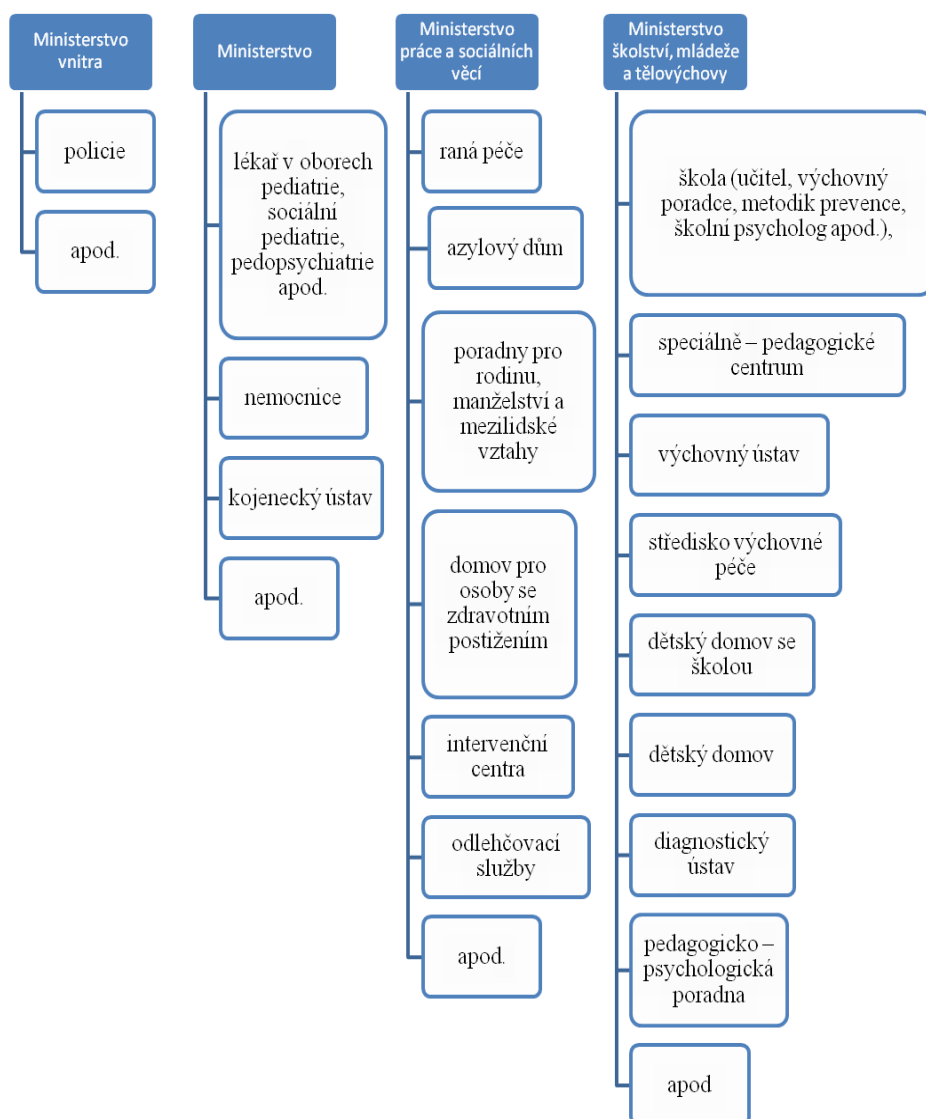 Ministerstvo
vnitra
policie
apod.
Ministerstvo
lékař v oborech
pediatrie,
sociální
pediatrie,
pedopsychiatrie
apod.
nemocnice
kojenecký ústav
apod.
Ministerstvo
práce a sociálních
věcí
raná péče
azylový dům
poradny pro
rodinu,
manželství a
mezilidské
vztahy
domov pro
osoby se
zdravotním
postižením
intervenční
centra
odlehčovací
služby
apod.
Ministerstvo
školství, mládeže
a tělovýchovy
škola (učitel, výchovný
poradce, metodik prevence,
školní psycholog apod.),
speciálně – pedagogické
centrum
výchovný ústav
středisko výchovné
péče
dětský domov se
školou
dětský domov
diagnostický
ústav
pedagogicko –
psychologická
poradna
apod